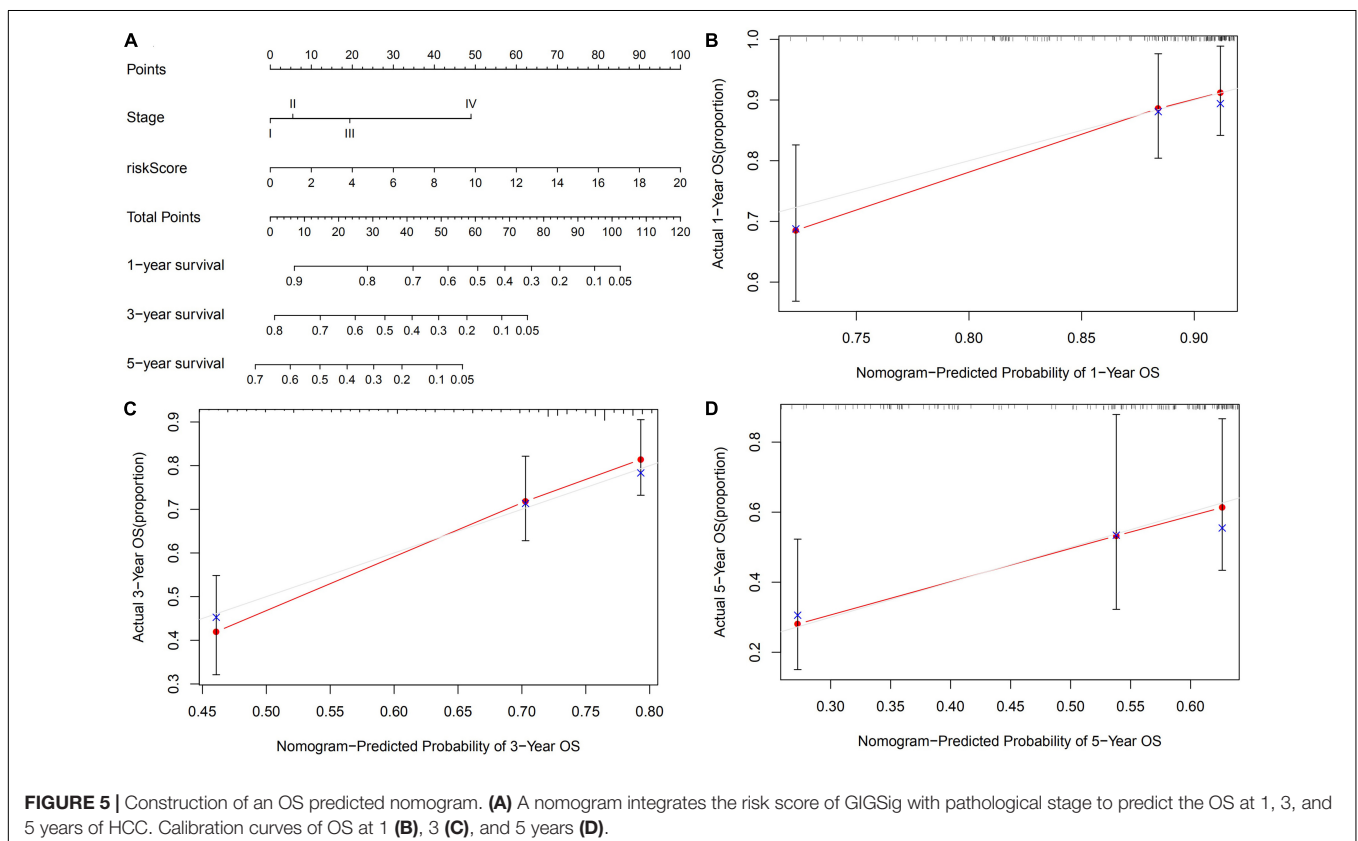 A
0 10 20 30 40 50 60 70 80 90 100
Points
II IV
Stage
I III
riskScore
0 2 4 6 8 10 12 14 16 18 20
Total Points
0 10 20 30 40 50 60 70 80 90 100 110 120
1−year survival
0.9 0.8 0.7 0.6 0.5 0.4 0.3 0.2 0.1 0.05
3−year survival
0.8 0.7 0.6 0.5 0.4 0.3 0.2 0.1 0.05
5−year survival
0.7 0.6 0.5 0.4 0.3 0.2 0.1 0.05
B
Actual 1−Year OS(proportion)
1.0
0.9
0.8
0.7
0.6
0.75 0.80 0.85 0.90
Nomogram−Predicted Probability of 1−Year OS
C
Actual 3−Year OS(proportion)
0.9
0.8
0.7
0.6
0.5
0.4
0.3
0.45 0.50 0.55 0.60 0.65 0.70 0.75 0.80
Nomogram−Predicted Probability of 3−Year OS
D
Actual 5−Year OS(proportion)
0.8
0.6
0.4
0.2
0.30 0.35 0.40 0.45 0.50 0.55 0.60
Nomogram−Predicted Probability of 5−Year OS
FIGURE 5 | Construction of an OS predicted nomogram. (A) A nomogram integrates the risk score of GIGSig with pathological stage to predict the OS at 1, 3, and
5 years of HCC. Calibration curves of OS at 1 (B), 3 (C), and 5 years (D).